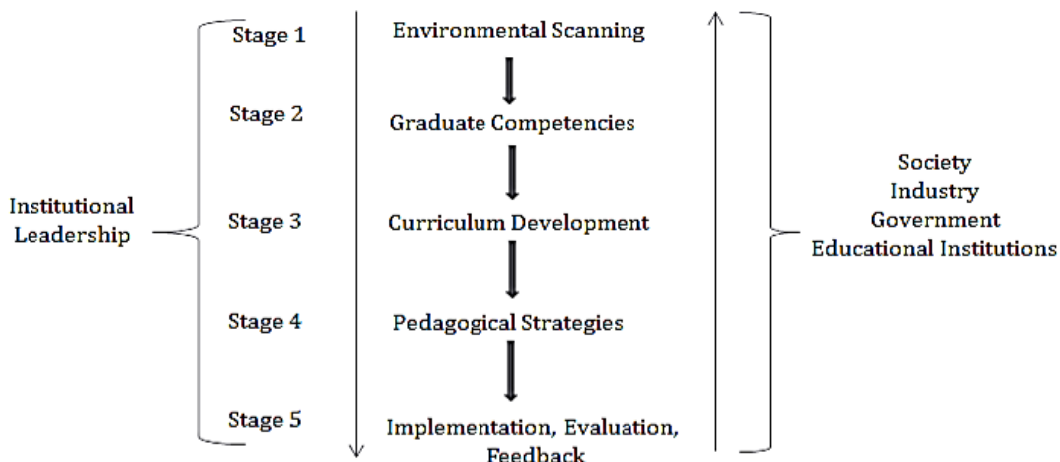 Stage 1
Environmental Scanning
Stage 2
Graduate Competencies
Institutional
Leadership
Stage 3
Curriculum Development
Society
Industry
Government
Educational Institutions
Stage 4
Pedagogical Strategies
Stage 5
Implementation, Evaluation,
Feedback